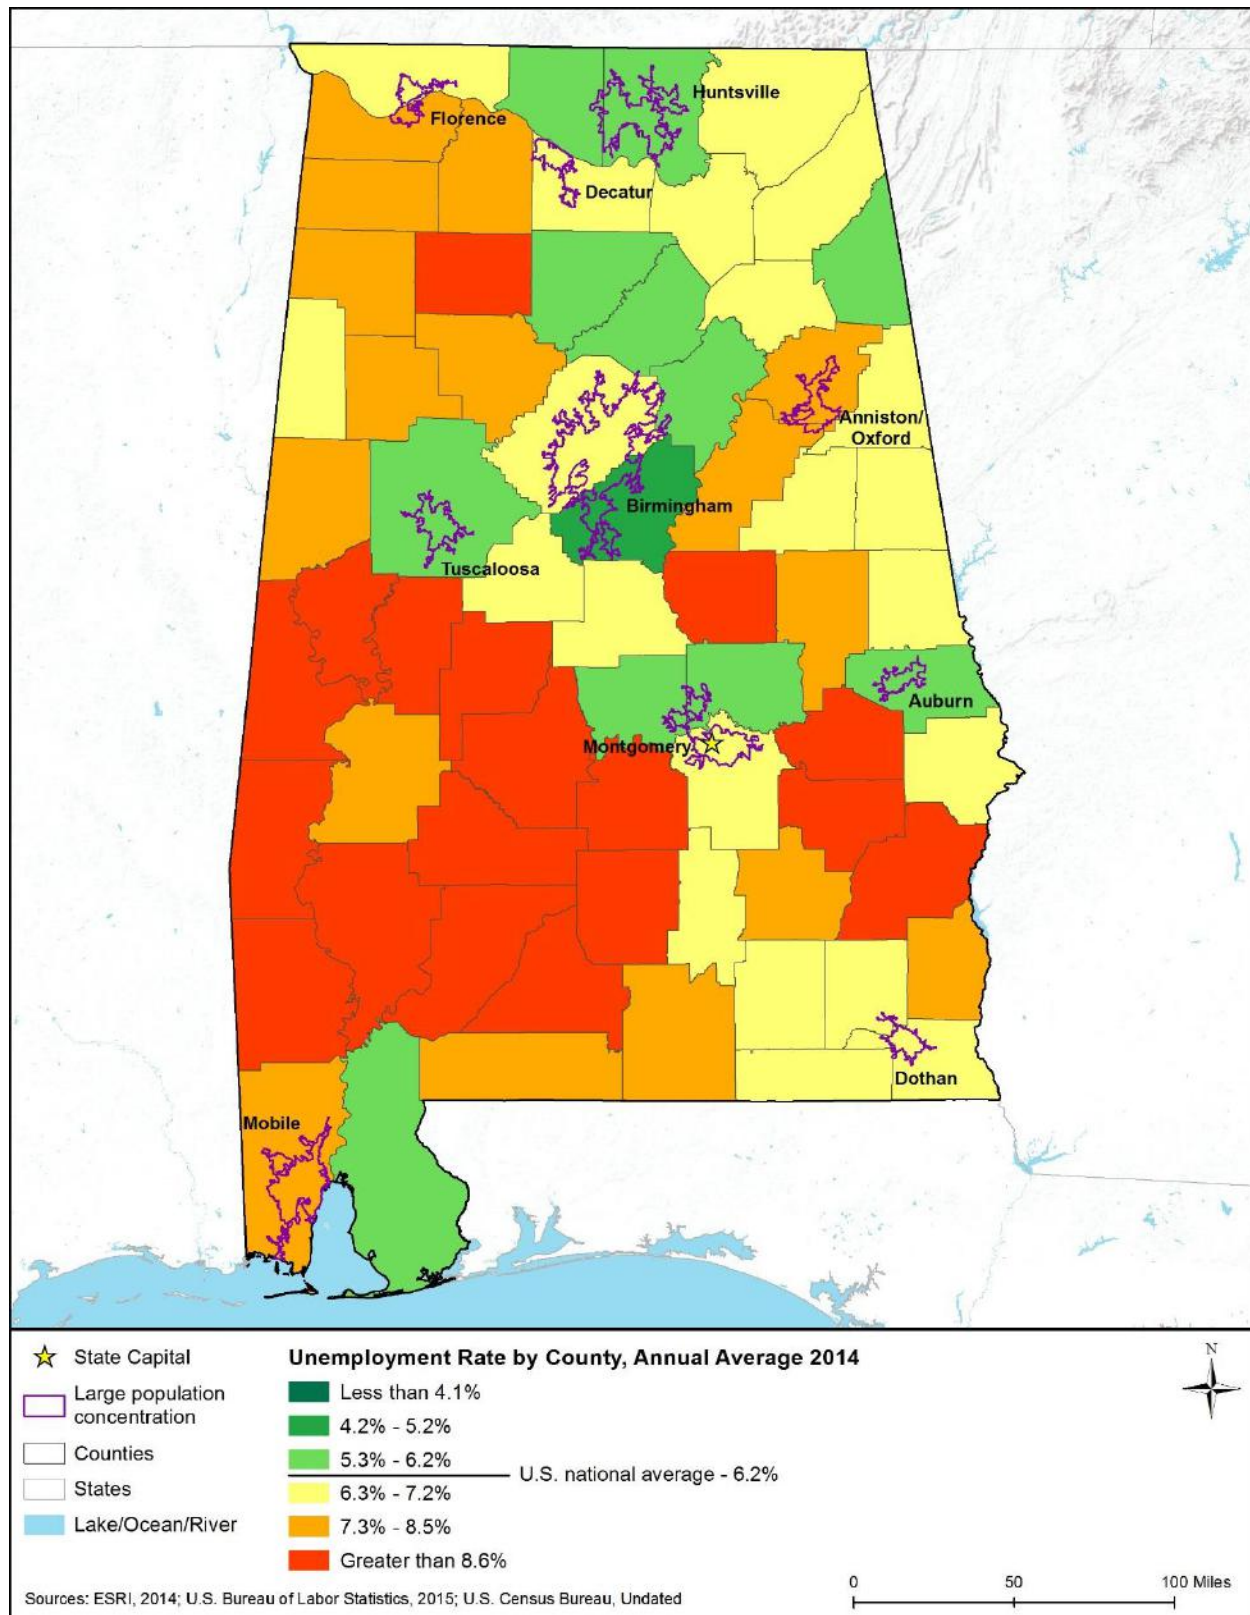 Huntsville
Florence
Decatur
Anniston/
Oxford
Birmingham
Tuscaloosa
Auburn
Montgomery
Dothan
Mobile
State Capital
Large population
concentration
Counties
States
Lake/Ocean/River
Unemployment Rate by County, Annual Average 2014
Less than 4.1%
4.2% - 5.2%
5.3% - 6.2%
U.S. national average - 6.2%
6.3% - 7.2%
7.3% - 8.5%
Greater than 8.6%
N
0 50 100 Miles
Sources: ESRI, 2014; U.S. Bureau of Labor Statistics, 2015; U.S. Census Bureau, Undated